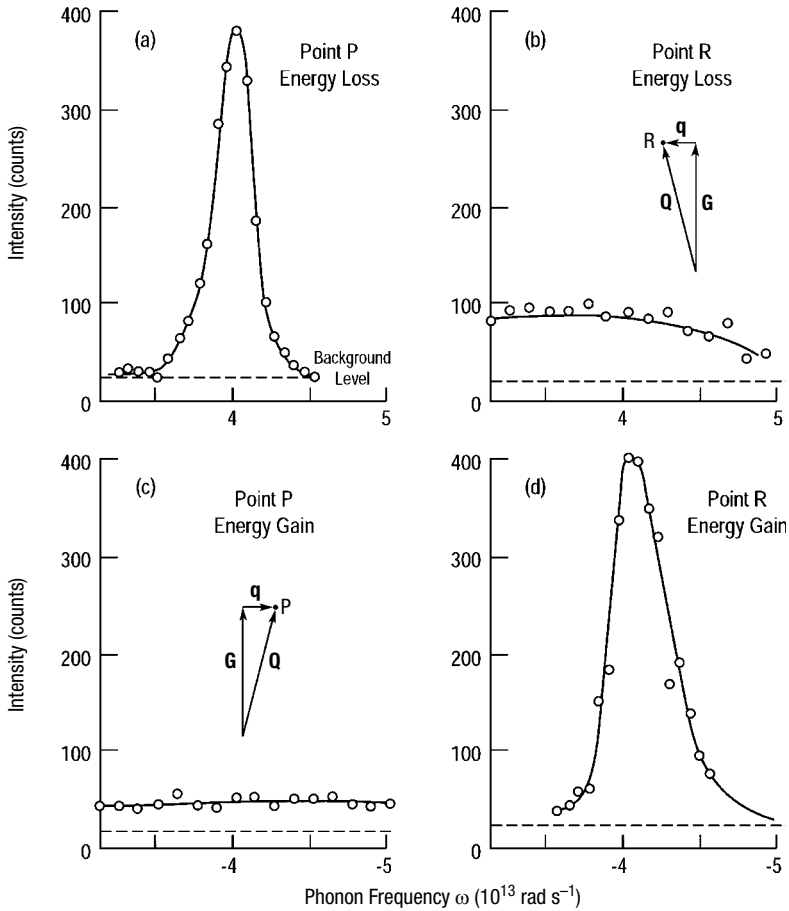 400
300
200
100
0
Intensity (counts)
(a)
Point P
Energy Loss
Background
Level
4
5
400
300
200
100
0
(b)
Point R
Energy Loss
R
q
Q
G
4
5
400
300
200
100
0
Intensity (counts)
(c)
Point P
Energy Gain
q
P
G
Q
-4
-5
400
300
200
100
0
(d)
Point R
Energy Gain
-4
-5
Phonon Frequency ω (10¹³ rad s⁻¹)